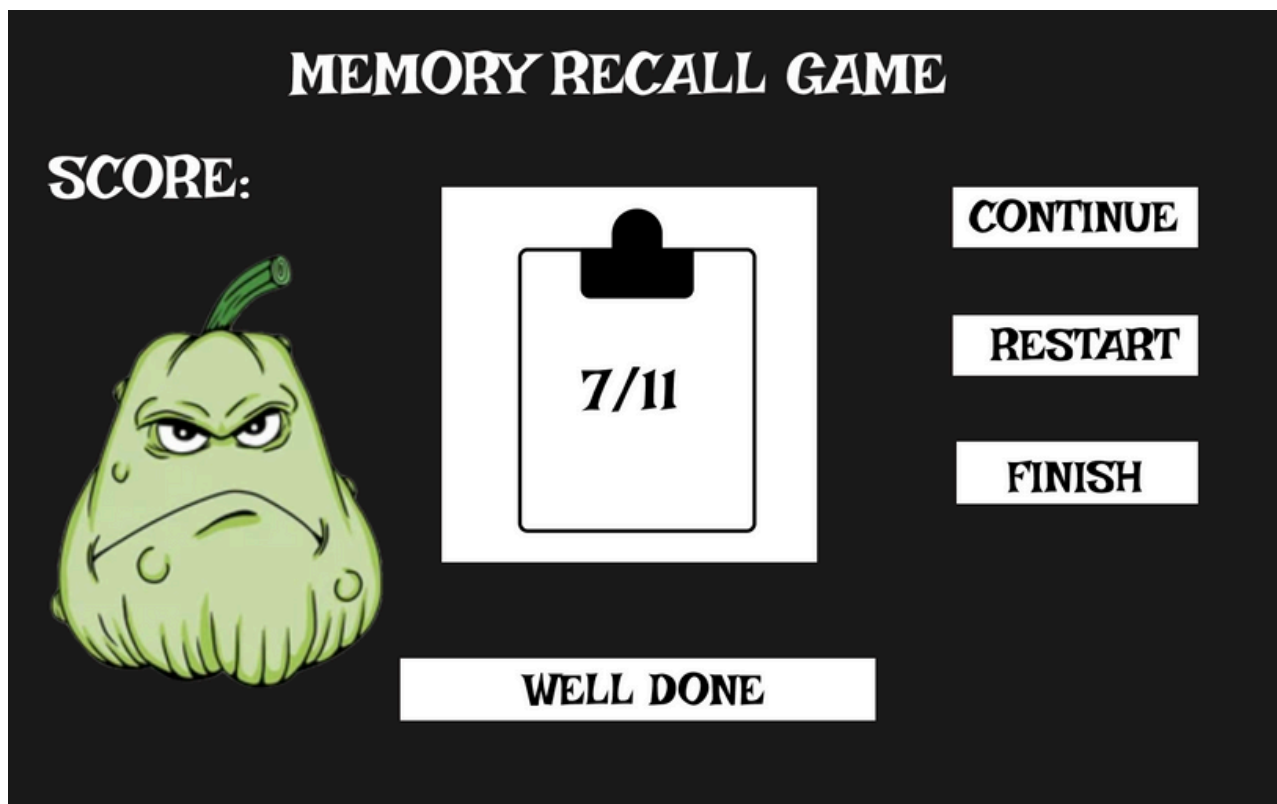 MEMORY RECALL GAME
SCORE:
7/11
CONTINUE
RESTART
FINISH
WELL DONE